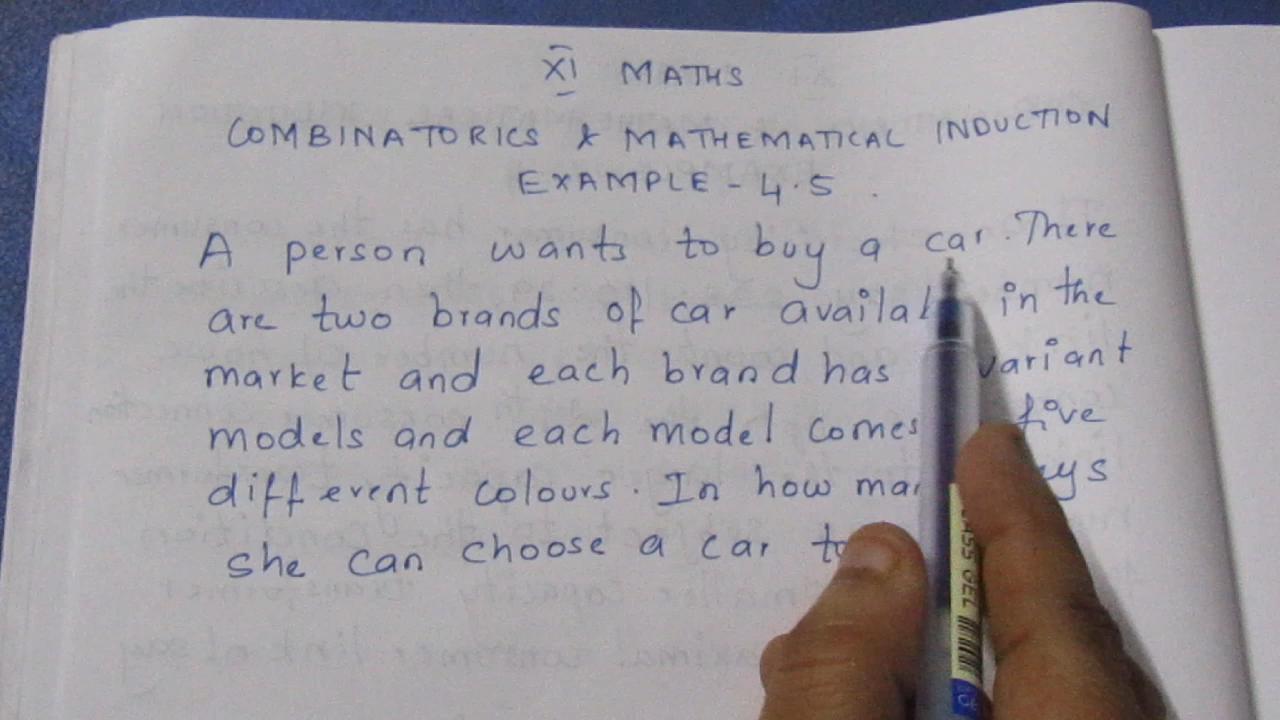 XI MATHS
COMBINATORICS & MATHEMATICAL INDUCTION
EXAMPLE - 4.5.
A person wants to buy a car. There
are two brands of car in the
market and each brand has variant
models and each model comes five
different colours. In how
she can choose a car
CLASS GEL